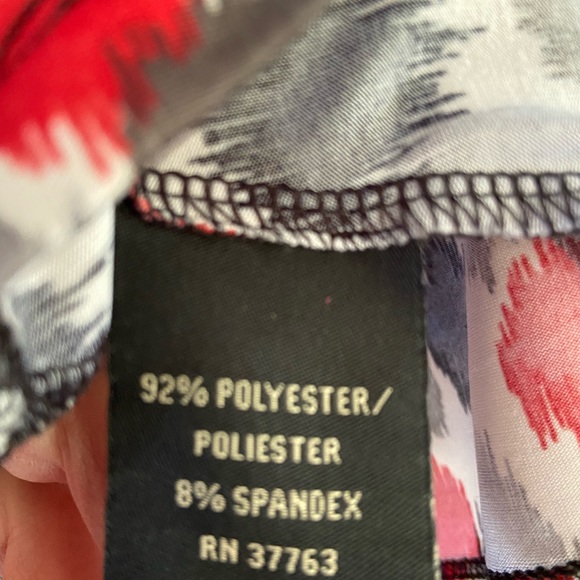 92% POLYESTER/
POLIESTER
8% SPANDEX
RN 37763